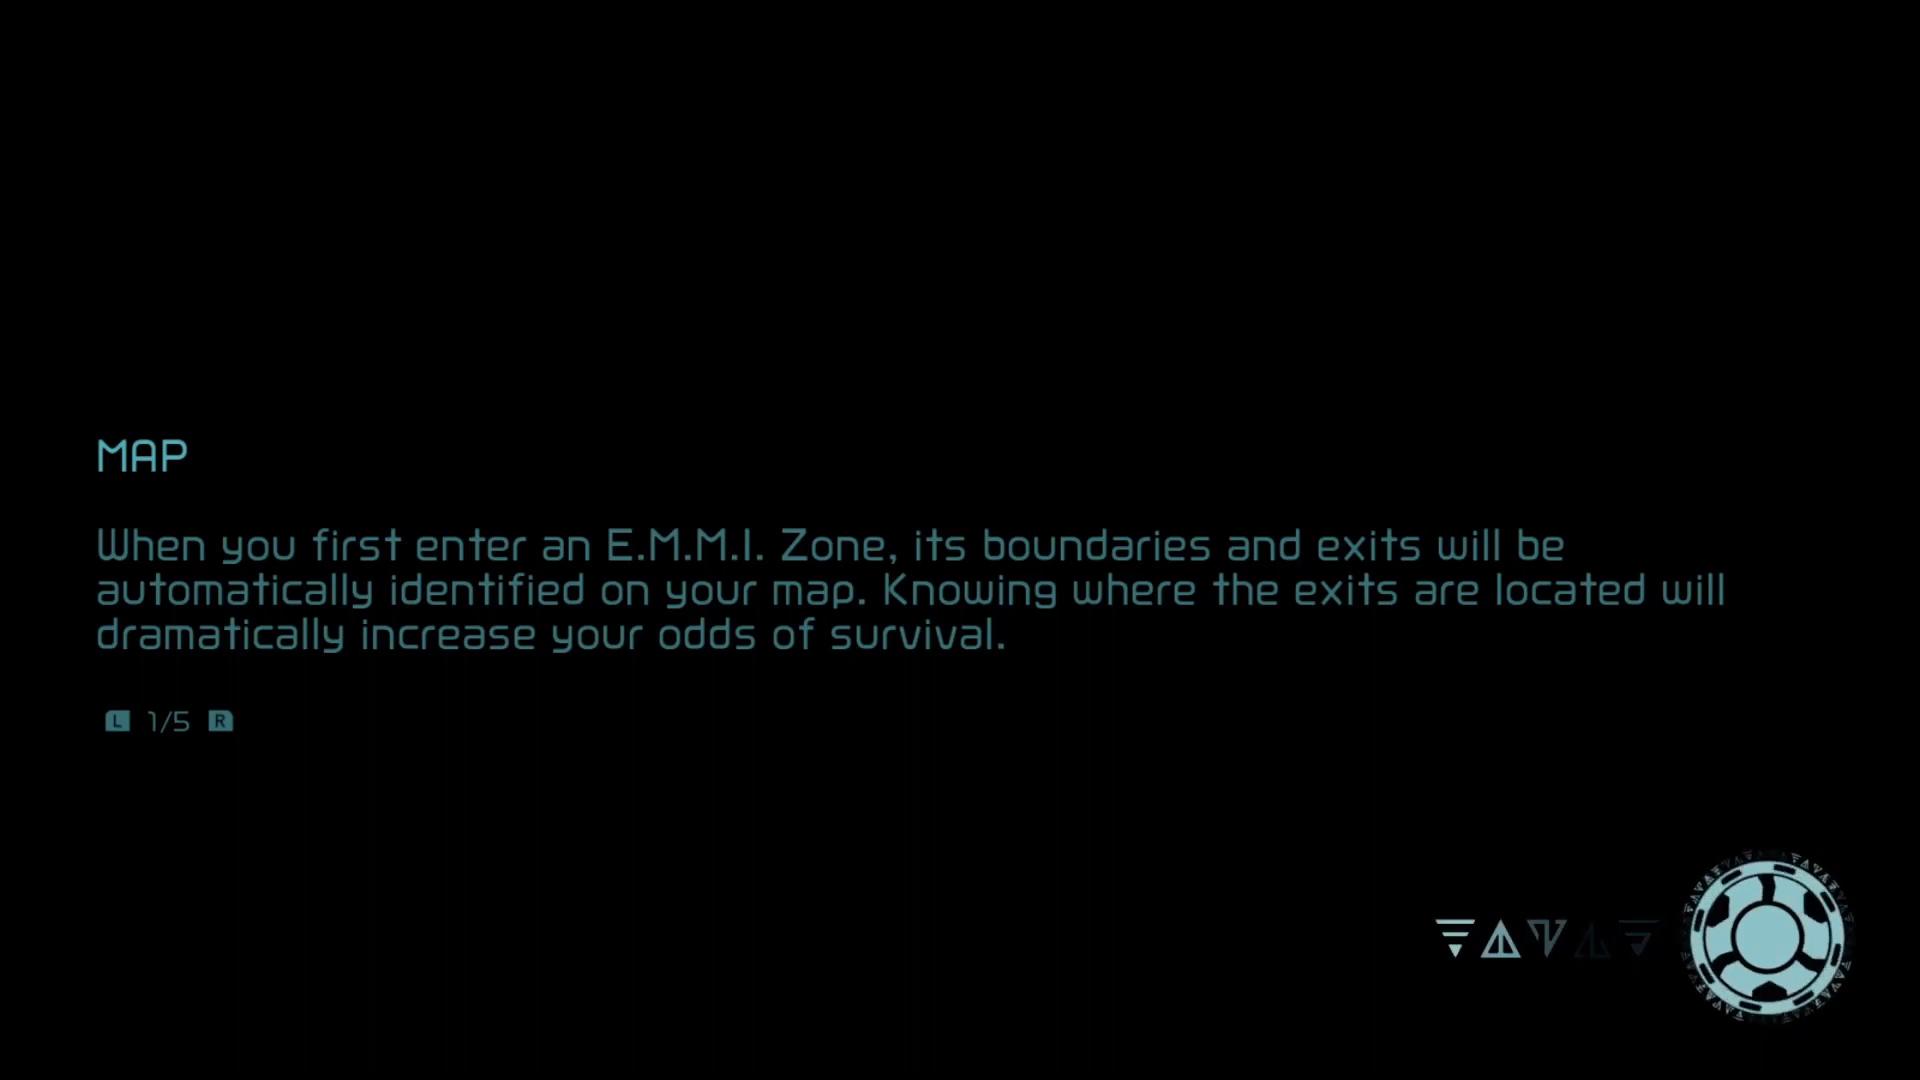 MAP
When you first enter an E.M.M.I. Zone, its boundaries and exits will be
automatically identified on your map. Knowing where the exits are located will
dramatically increase your odds of survival.
L 1/5 R